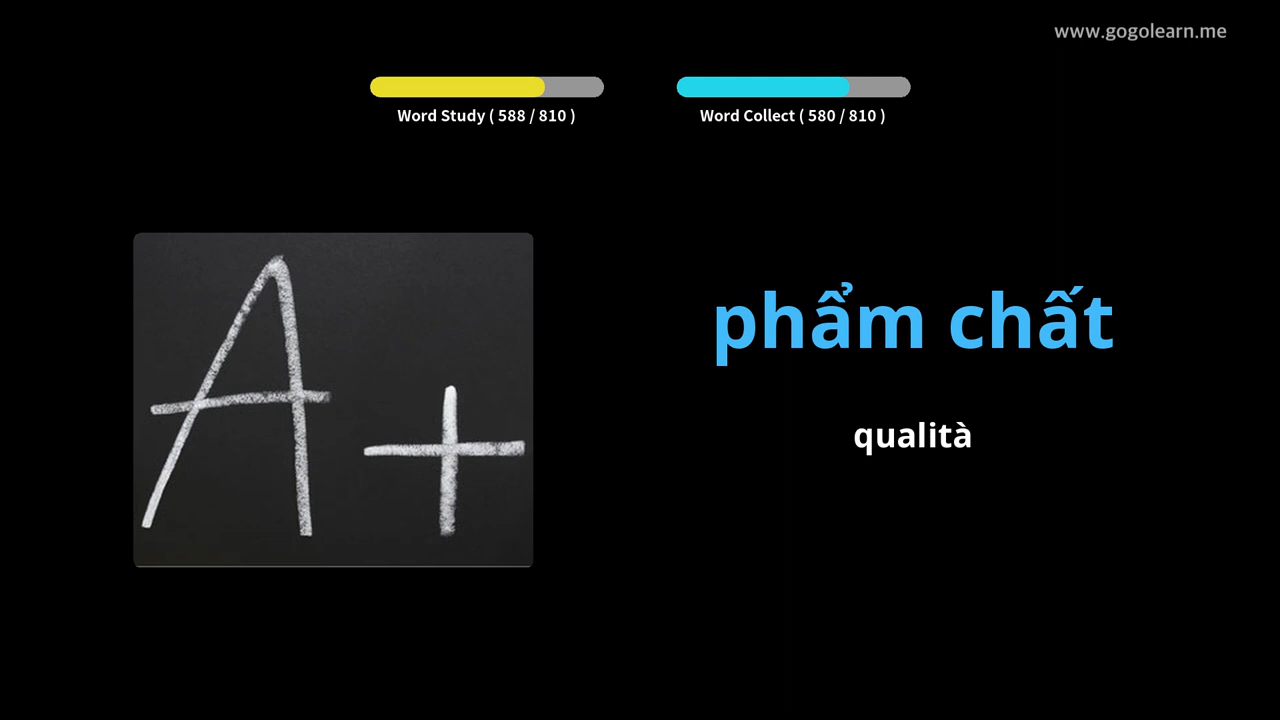 www.gogolearn.me
Word Study ( 588 / 810 )
Word Collect ( 580 / 810 )
A+
phẩm chất
qualità